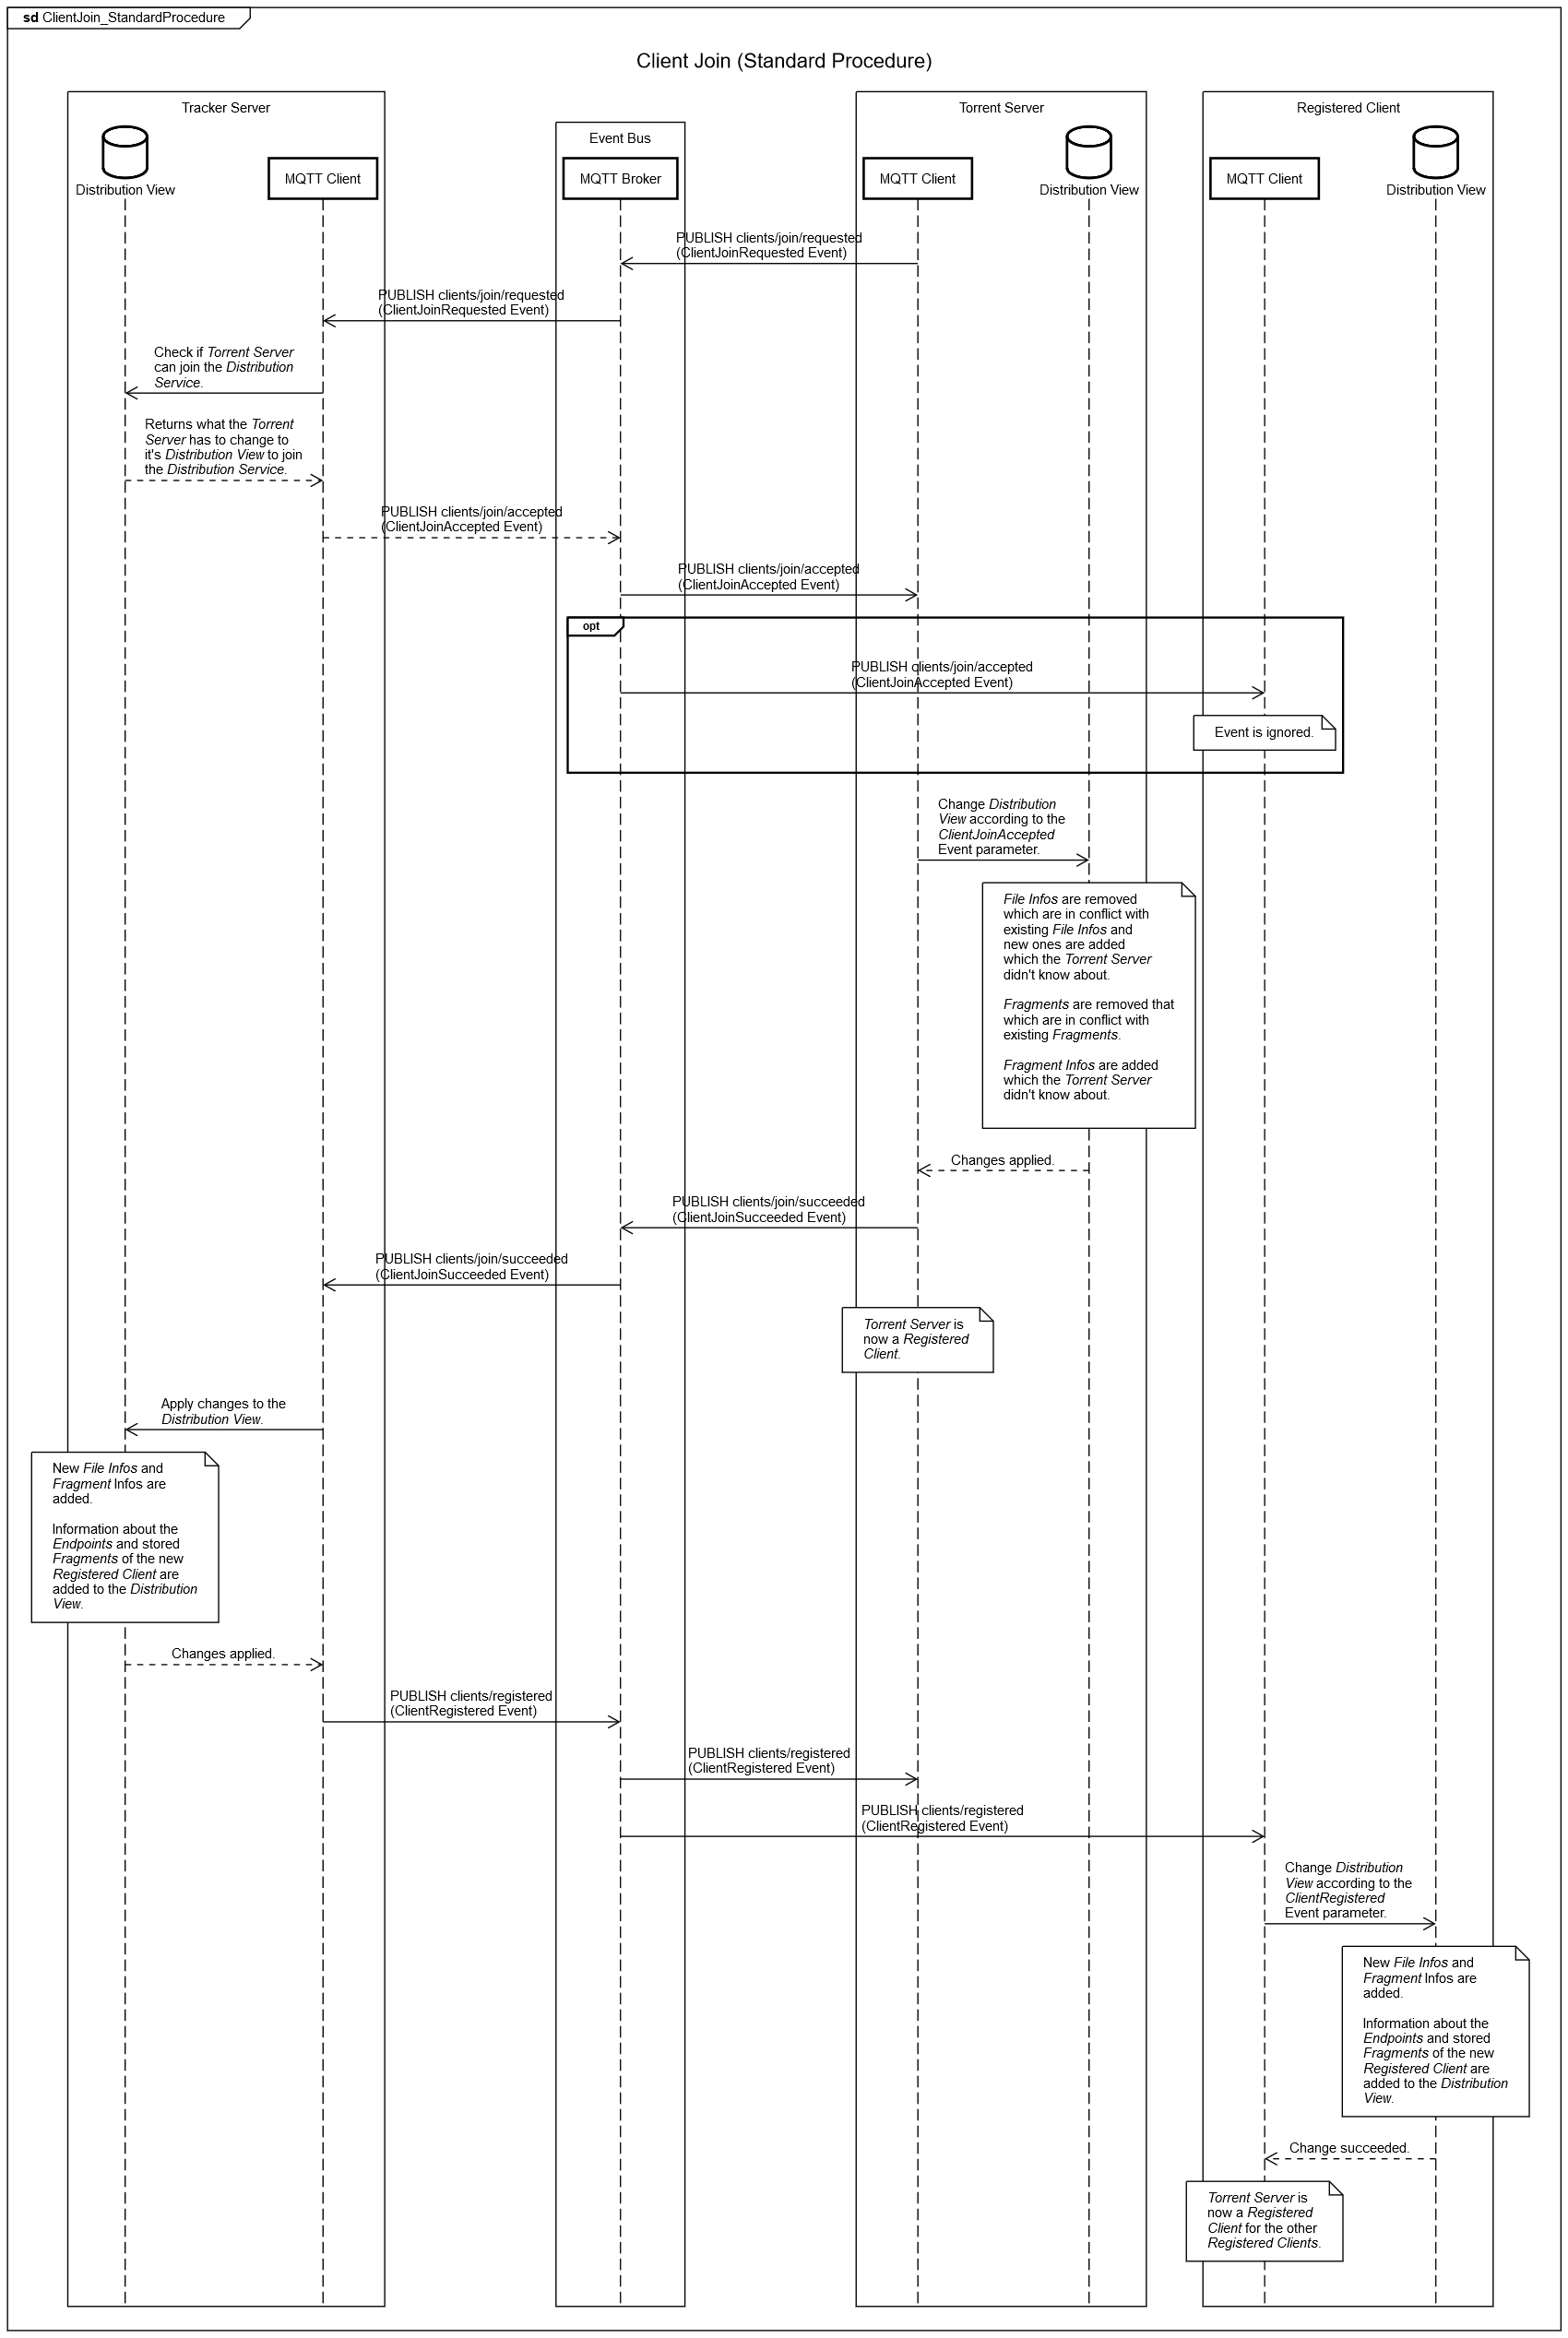 sd ClientJoin_StandardProcedure
Client Join (Standard Procedure)
Tracker Server
Torrent Server
Registered Client
Event Bus
Distribution View
MQTT Client
MQTT Broker
MQTT Client
Distribution View
MQTT Client
Distribution View
PUBLISH clients/join/requested
(ClientJoinRequested Event)
PUBLISH clients/join/requested
(ClientJoinRequested Event)
Check if Torrent Server
can join the Distribution
Service.
Returns what the Torrent
Server has to change to
it's Distribution View to join
the Distribution Service.
PUBLISH clients/join/accepted
(ClientJoinAccepted Event)
PUBLISH clients/join/accepted
(ClientJoinAccepted Event)
opt
PUBLISH clients/join/accepted
(ClientJoinAccepted Event)
Event is ignored.
Change Distribution
View according to the
ClientJoinAccepted
Event parameter.
File Infos are removed
which are in conflict with
existing File Infos and
new ones are added
which the Torrent Server
didn't know about.
Fragments are removed that
which are in conflict with
existing Fragments.
Fragment Infos are added
which the Torrent Server
didn't know about.
Changes applied.
PUBLISH clients/join/succeeded
(ClientJoinSucceeded Event)
PUBLISH clients/join/succeeded
(ClientJoinSucceeded Event)
Torrent Server is
now a Registered
Client.
Apply changes to the
Distribution View.
New File Infos and
Fragment Infos are
added.
Information about the
Endpoints and stored
Fragments of the new
Registered Client are
added to the Distribution
View.
Changes applied.
PUBLISH clients/registered
(ClientRegistered Event)
PUBLISH clients/registered
(ClientRegistered Event)
PUBLISH clients/registered
(ClientRegistered Event)
Change Distribution
View according to the
ClientRegistered
Event parameter.
New File Infos and
Fragment Infos are
added.
Information about the
Endpoints and stored
Fragments of the new
Registered Client are
added to the Distribution
View.
Change succeeded.
Torrent Server is
now a Registered
Client for the other
Registered Clients.